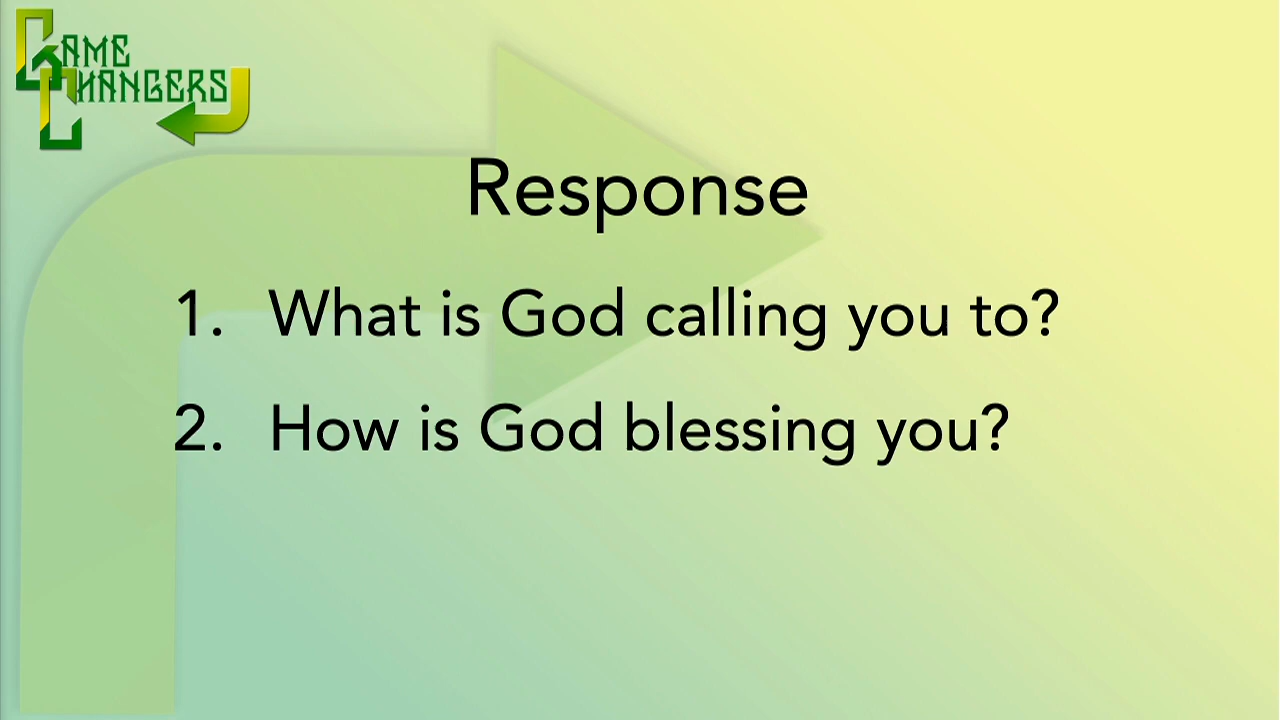 GAME
CHANGERS
Response
1. What is God calling you to?
2. How is God blessing you?